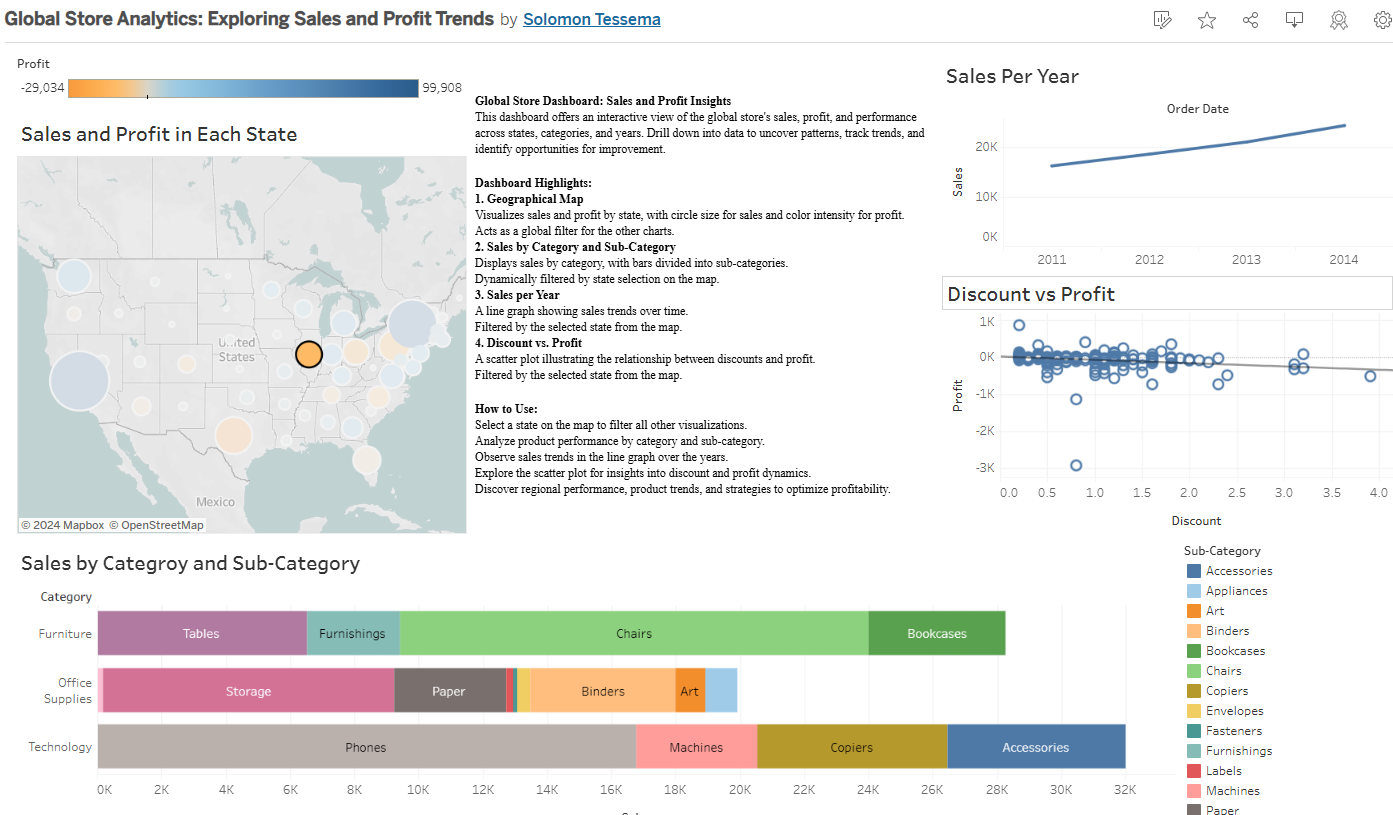 Global Store Analytics: Exploring Sales and Profit Trends by Solomon Tessema
Profit
-29,034 99,908
Sales and Profit in Each State
United
States
Mexico
© 2024 Mapbox © OpenStreetMap
Global Store Dashboard: Sales and Profit Insights
This dashboard offers an interactive view of the global store's sales, profit, and performance
across states, categories, and years. Drill down into data to uncover patterns, track trends, and
identify opportunities for improvement.
Dashboard Highlights:
1. Geographical Map
Visualizes sales and profit by state, with circle size for sales and color intensity for profit.
Acts as a global filter for the other charts.
2. Sales by Category and Sub-Category
Displays sales by category, with bars divided into sub-categories.
Dynamically filtered by state selection on the map.
3. Sales per Year
A line graph showing sales trends over time.
Filtered by the selected state from the map.
4. Discount vs. Profit
A scatter plot illustrating the relationship between discounts and profit.
Filtered by the selected state from the map.
How to Use:
Select a state on the map to filter all other visualizations.
Analyze product performance by category and sub-category.
Observe sales trends in the line graph over the years.
Explore the scatter plot for insights into discount and profit dynamics.
Discover regional performance, product trends, and strategies to optimize profitability.
Sales Per Year
Order Date
Sales
20K
10K
0K
2011 2012 2013 2014
Discount vs Profit
Profit
1K
0K
-1K
-2K
-3K
0.0 0.5 1.0 1.5 2.0 2.5 3.0 3.5 4.0
Discount
Sales by Categroy and Sub-Category
Category
Furniture Tables Furnishings Chairs Bookcases
Office
Supplies Storage Paper Binders Art
Technology Phones Machines Copiers Accessories
0K 2K 4K 6K 8K 10K 12K 14K 16K 18K 20K 22K 24K 26K 28K 30K 32K
Sub-Category
Accessories
Appliances
Art
Binders
Bookcases
Chairs
Copiers
Envelopes
Fasteners
Furnishings
Labels
Machines
Paper